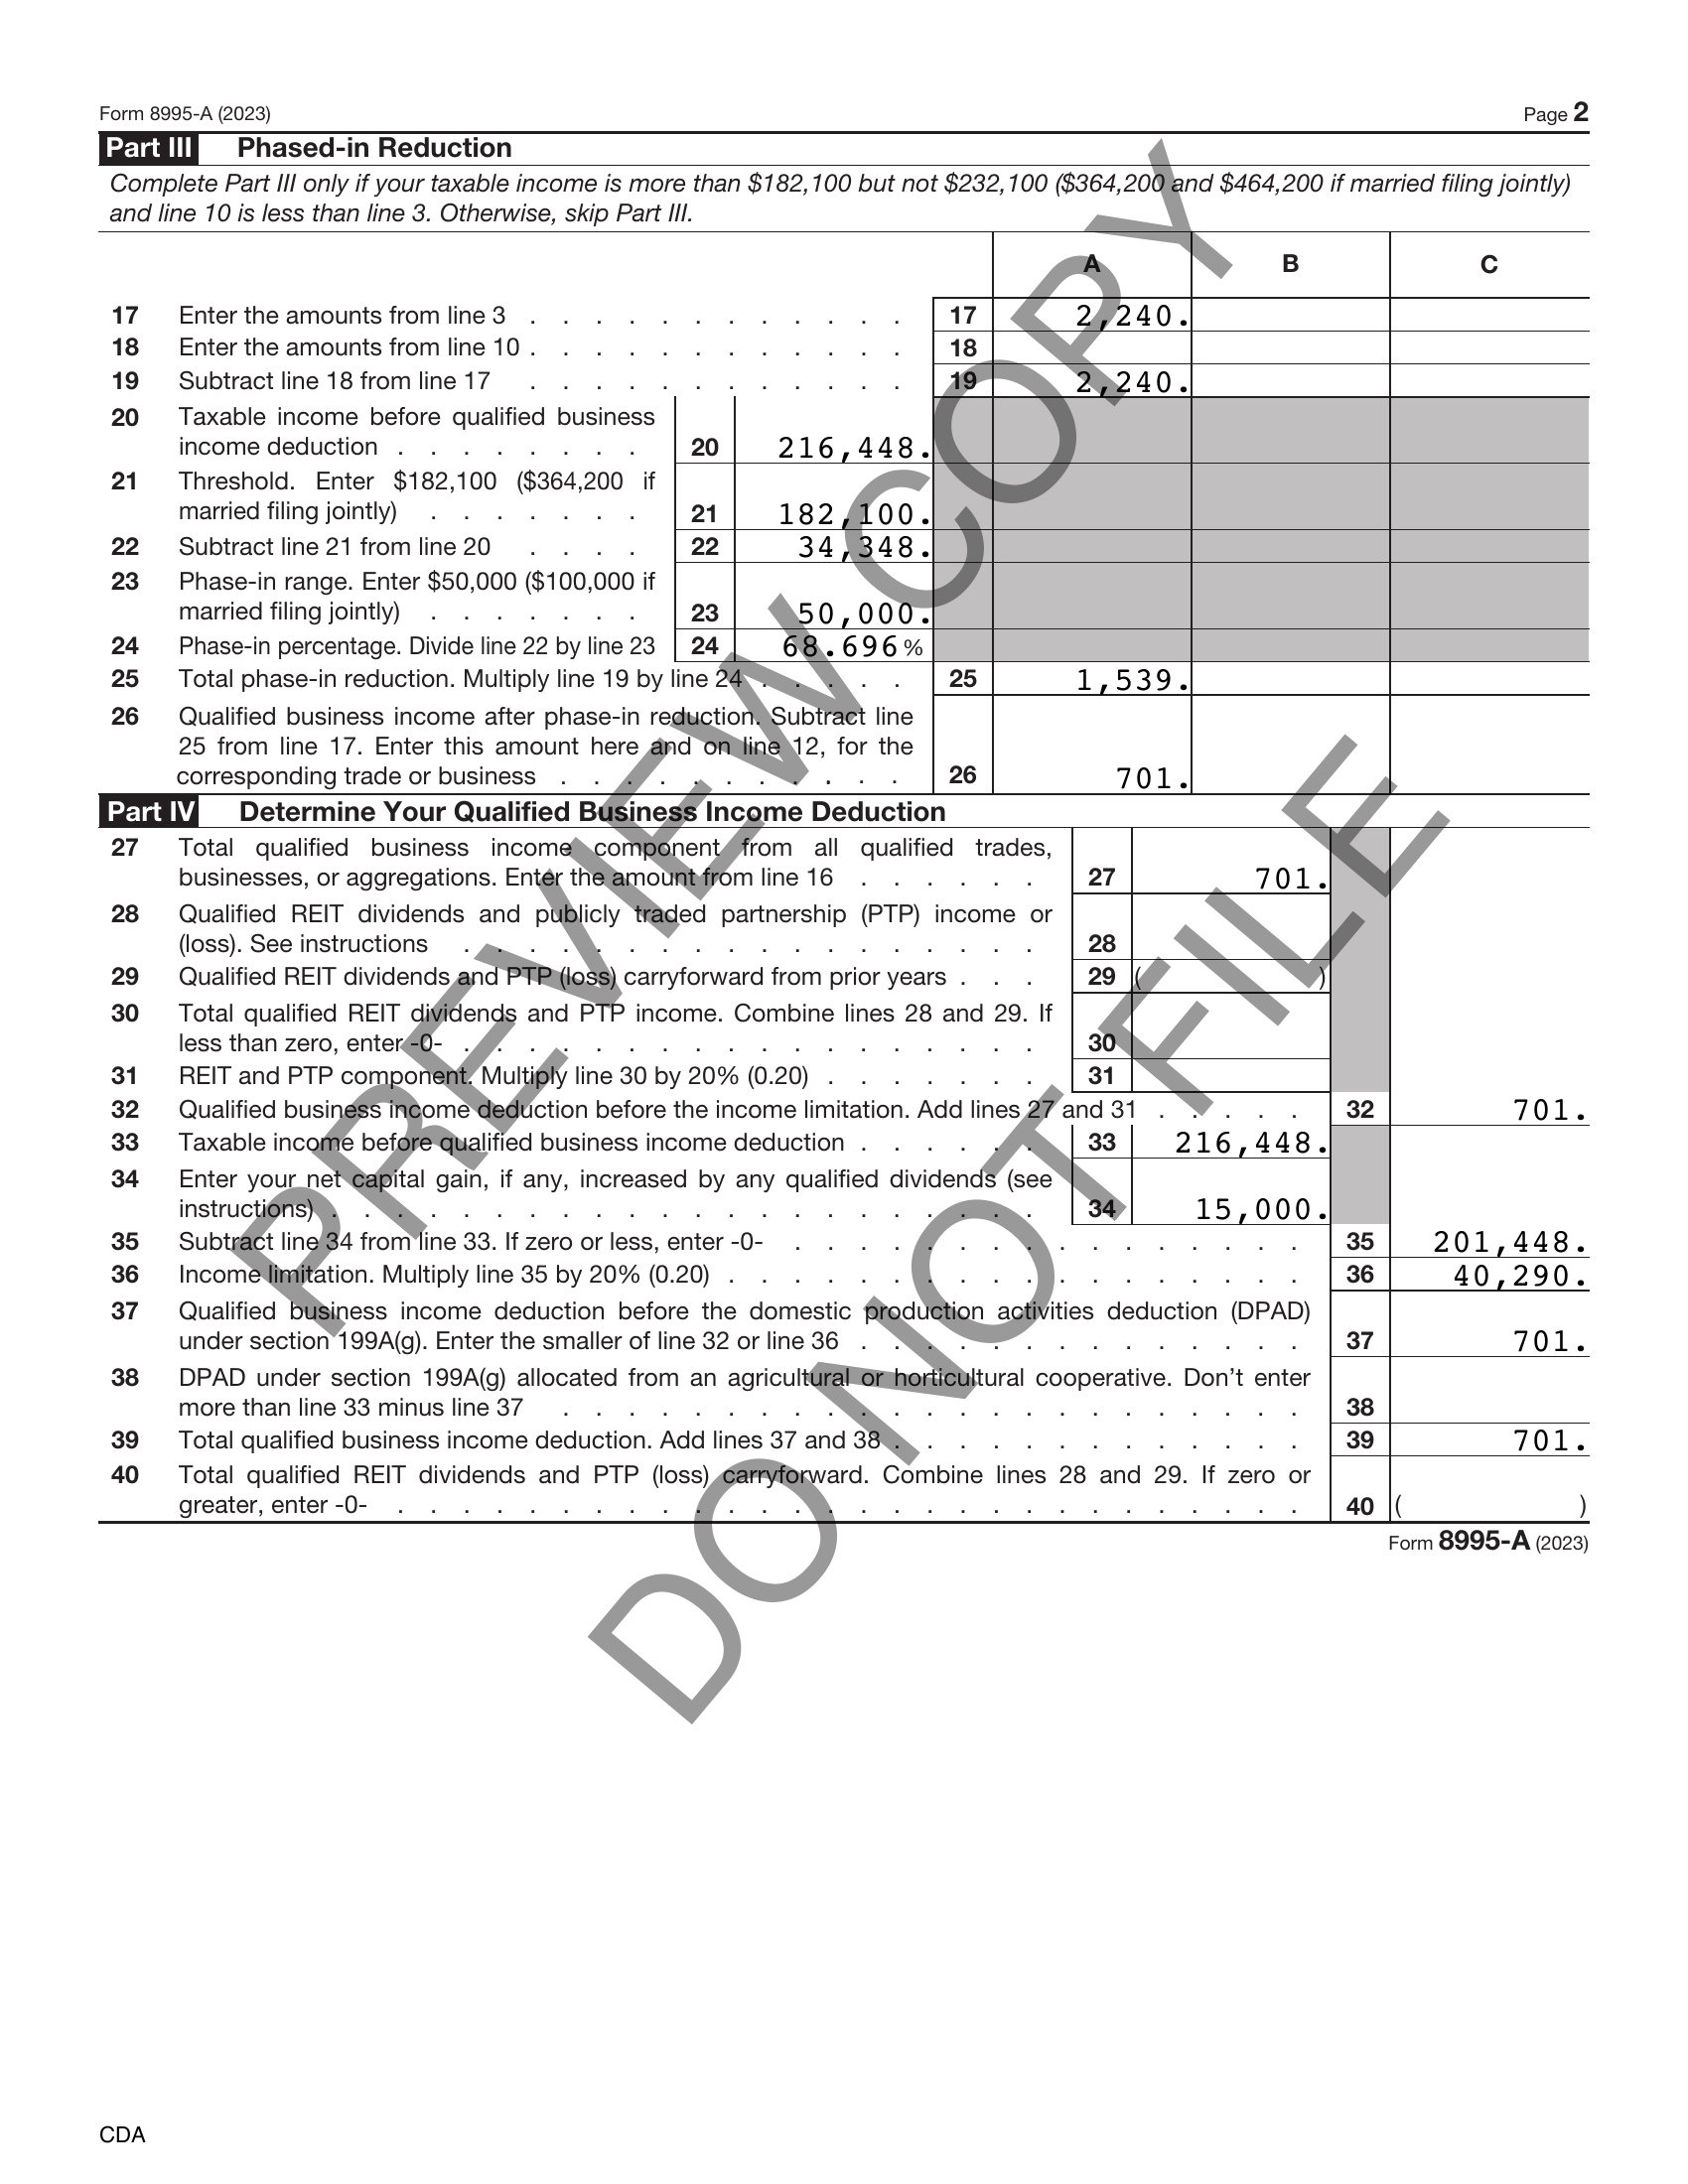 Form 8995-A (2023) Page 2
Part III Phased-in Reduction
Complete Part III only if your taxable income is more than $182,100 but not $232,100 ($364,200 and $464,200 if married filing jointly)
and line 10 is less than line 3. Otherwise, skip Part III.
A B C
17 Enter the amounts from line 3 . . . . . . . . . . . . 17 2,240.
18 Enter the amounts from line 10 . . . . . . . . . . . . 18
19 Subtract line 18 from line 17 . . . . . . . . . . . . 19 2,240.
20 Taxable income before qualified business
income deduction . . . . . . . . 20 216,448.
21 Threshold. Enter $182,100 ($364,200 if
married filing jointly) . . . . . . . 21 182,100.
22 Subtract line 21 from line 20 . . . . 22 34,348.
23 Phase-in range. Enter $50,000 ($100,000 if
married filing jointly) . . . . . . . 23 50,000.
24 Phase-in percentage. Divide line 22 by line 23 24 68.696 %
25 Total phase-in reduction. Multiply line 19 by line 24 . . . . . 25 1,539.
26 Qualified business income after phase-in reduction. Subtract line
25 from line 17. Enter this amount here and on line 12, for the
corresponding trade or business . . . . . . . . . . . 26 701.
Part IV Determine Your Qualified Business Income Deduction
27 Total qualified business income component from all qualified trades,
businesses, or aggregations. Enter the amount from line 16 . . . . . . 27 701.
28 Qualified REIT dividends and publicly traded partnership (PTP) income or
(loss). See instructions . . . . . . . . . . . . . . . . . . 28
29 Qualified REIT dividends and PTP (loss) carryforward from prior years . . . 29 ( )
30 Total qualified REIT dividends and PTP income. Combine lines 28 and 29. If
less than zero, enter -0- . . . . . . . . . . . . . . . . . . 30
31 REIT and PTP component. Multiply line 30 by 20% (0.20) . . . . . . . 31
32 Qualified business income deduction before the income limitation. Add lines 27 and 31 . . . . . 32 701.
33 Taxable income before qualified business income deduction . . . . . . 33 216,448.
34 Enter your net capital gain, if any, increased by any qualified dividends (see
instructions) . . . . . . . . . . . . . . . . . . . . . . 34 15,000.
35 Subtract line 34 from line 33. If zero or less, enter -0- . . . . . . . . . . . . . . . . 35 201,448.
36 Income limitation. Multiply line 35 by 20% (0.20) . . . . . . . . . . . . . . . . . . 36 40,290.
37 Qualified business income deduction before the domestic production activities deduction (DPAD)
under section 199A(g). Enter the smaller of line 32 or line 36 . . . . . . . . . . . . . . 37 701.
38 DPAD under section 199A(g) allocated from an agricultural or horticultural cooperative. Don't enter
more than line 33 minus line 37 . . . . . . . . . . . . . . . . . . . . . . . 38
39 Total qualified business income deduction. Add lines 37 and 38 . . . . . . . . . . . . . 39 701.
40 Total qualified REIT dividends and PTP (loss) carryforward. Combine lines 28 and 29. If zero or
greater, enter -0- . . . . . . . . . . . . . . . . . . . . . . . . . . . . 40 ( )
Form 8995-A (2023)
PREVIEW COPY
DO NOT FILE
CDA